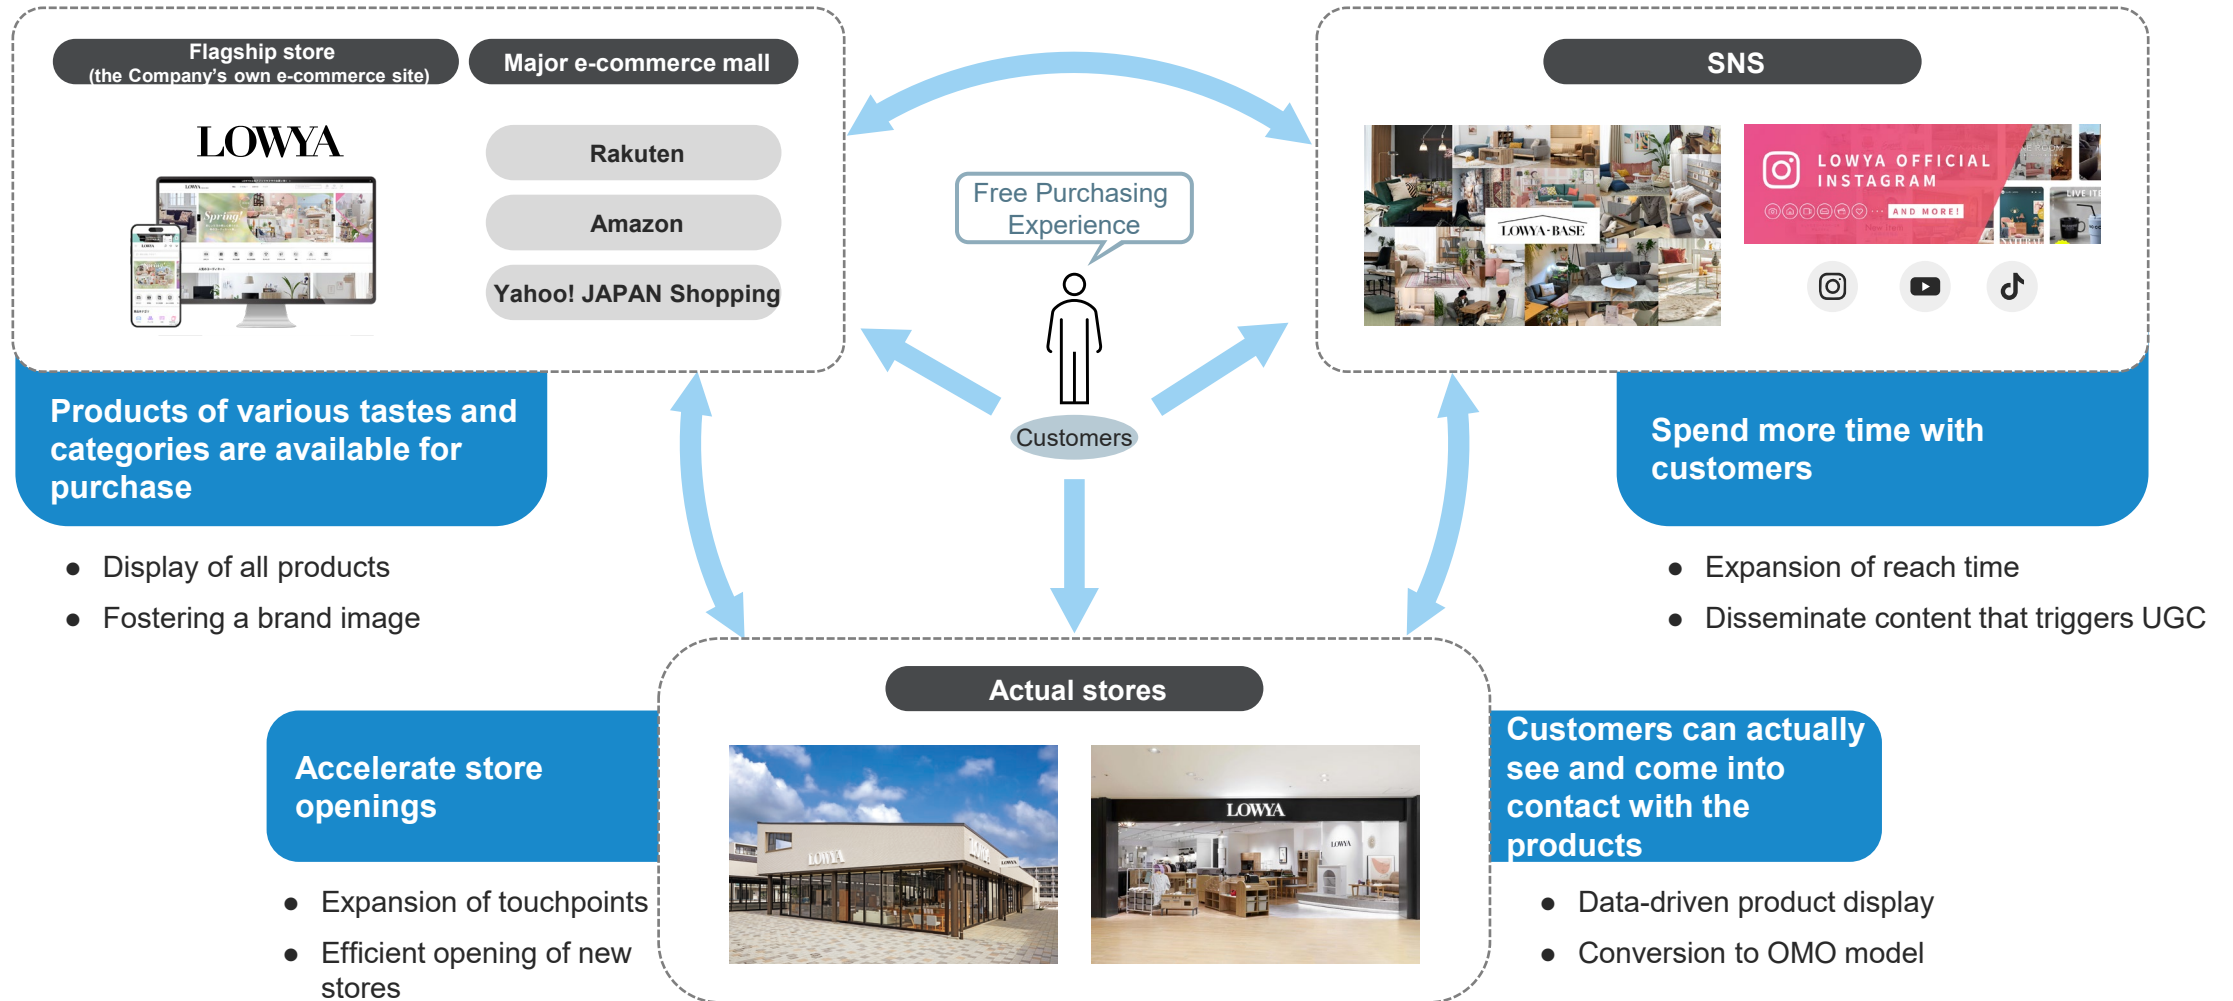 Flagship store
(the Company's own e-commerce site)
Major e-commerce mall
LOWYA
Spring!
Rakuten
Amazon
Yahoo! JAPAN Shopping
Free Purchasing
Experience
Customers
SNS
LOWYA-BASE
LOWYA OFFICIAL
INSTAGRAM
AND MORE!
Products of various tastes and
categories are available for
purchase
● Display of all products
● Fostering a brand image
Spend more time with
customers
● Expansion of reach time
● Disseminate content that triggers UGC
Actual stores
LOWYA
LOWYA
LOWYA
LOWYA
Accelerate store
openings
● Expansion of touchpoints
● Efficient opening of new
stores
Customers can actually
see and come into
contact with the
products
● Data-driven product display
● Conversion to OMO model